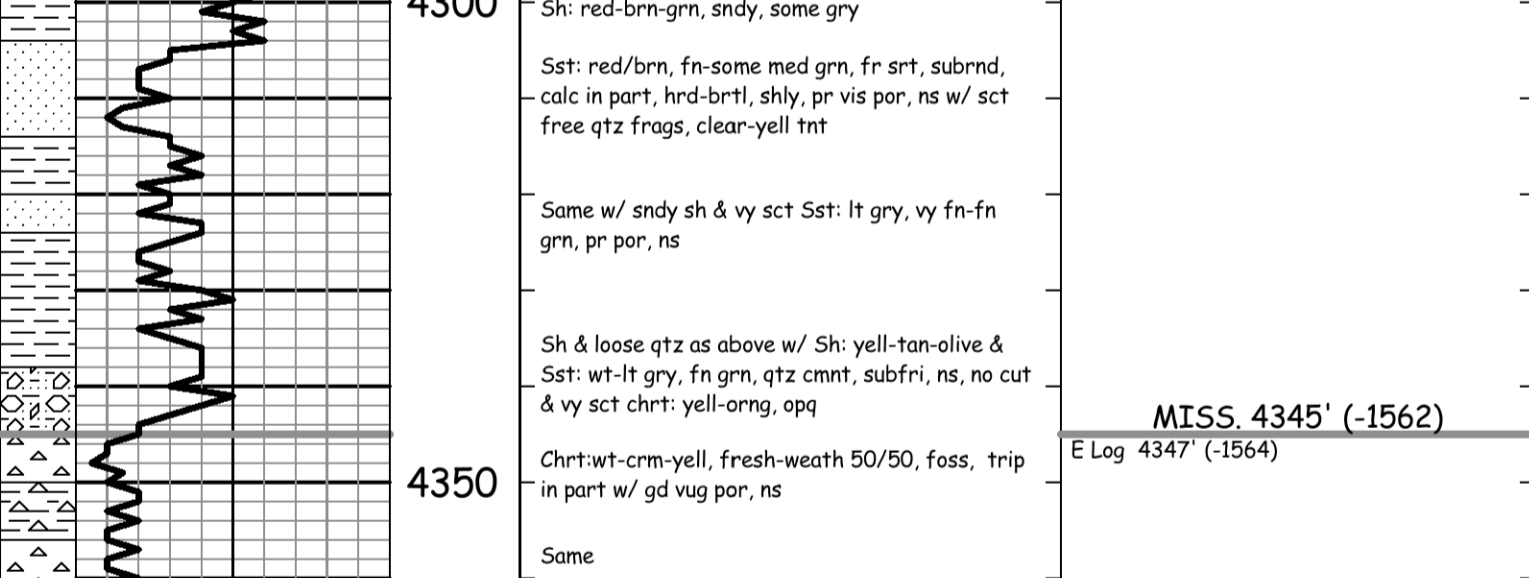 4300
Sh: red-brn-grn, sndy, some gry
Sst: red/brn, fn-some med grn, fr srt, subrnd,
calc in part, hrd-brtl, shly, pr vis por, ns w/ sct
free qtz frags, clear-yell tnt
Same w/ sndy sh & vy sct Sst: lt gry, vy fn-fn
grn, pr por, ns
Sh & loose qtz as above w/ Sh: yell-tan-olive &
Sst: wt-lt gry, fn grn, qtz cmnt, subfri, ns, no cut
& vy sct chrt: yell-orng, opq
MISS. 4345' (-1562)
E Log 4347' (-1564)
Chrt:wt-crm-yell, fresh-weath 50/50, foss, trip
in part w/ gd vug por, ns
4350
Same